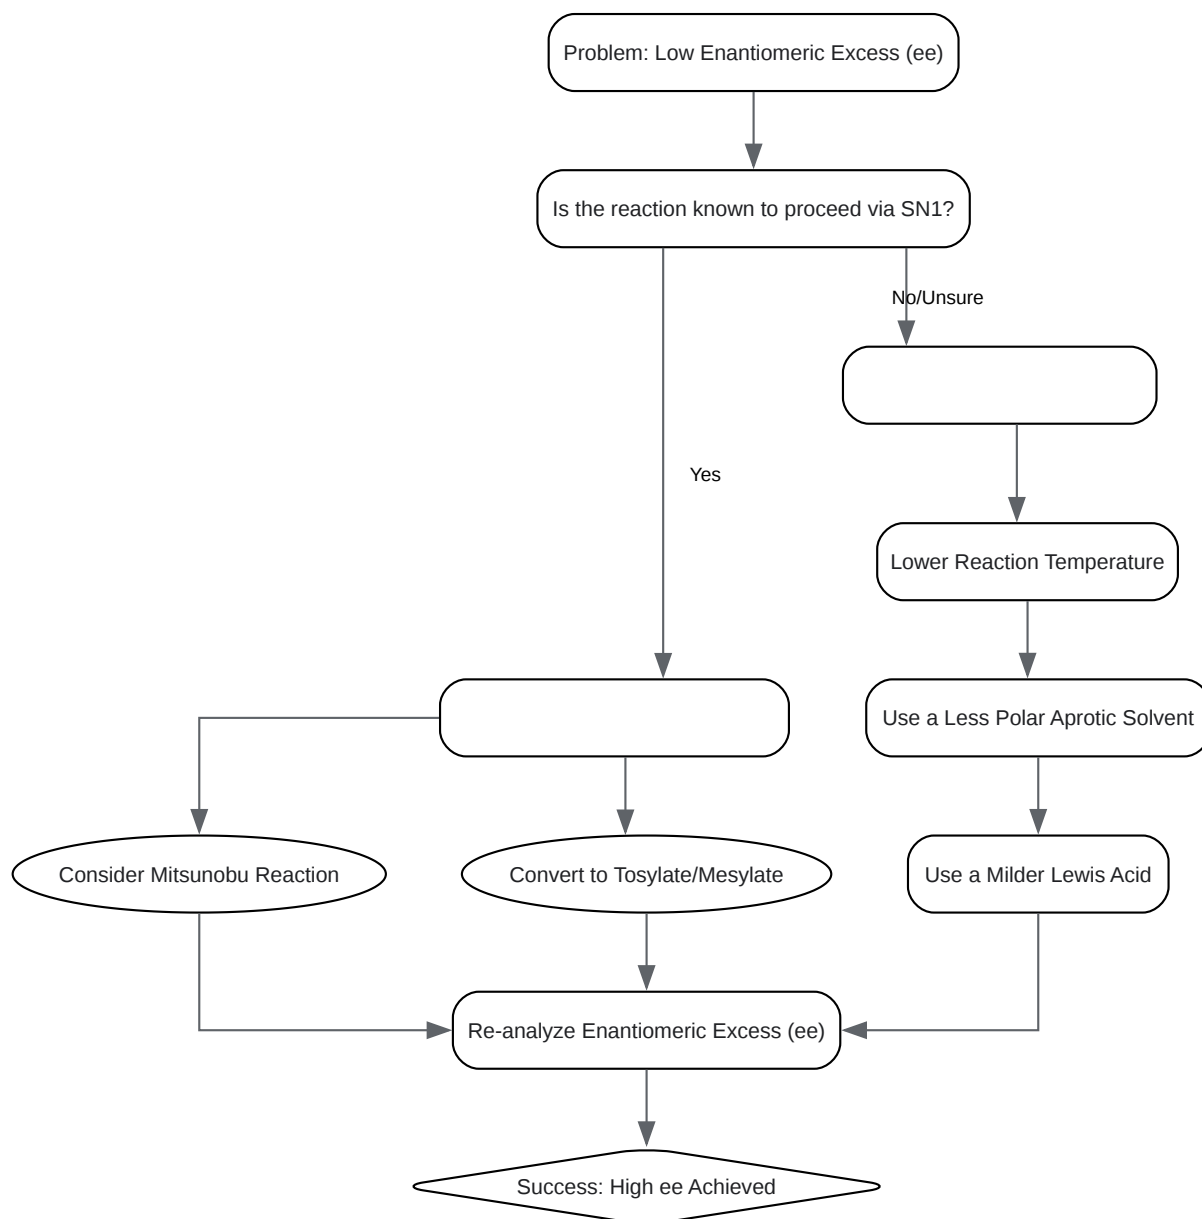 Problem: Low Enantiomeric Excess (ee)
Is the reaction known to proceed via SN1?
No/Unsure
Yes
Lower Reaction Temperature
Use a Less Polar Aprotic Solvent
Consider Mitsunobu Reaction
Convert to Tosylate/Mesylate
Use a Milder Lewis Acid
Re-analyze Enantiomeric Excess (ee)
Success: High ee Achieved